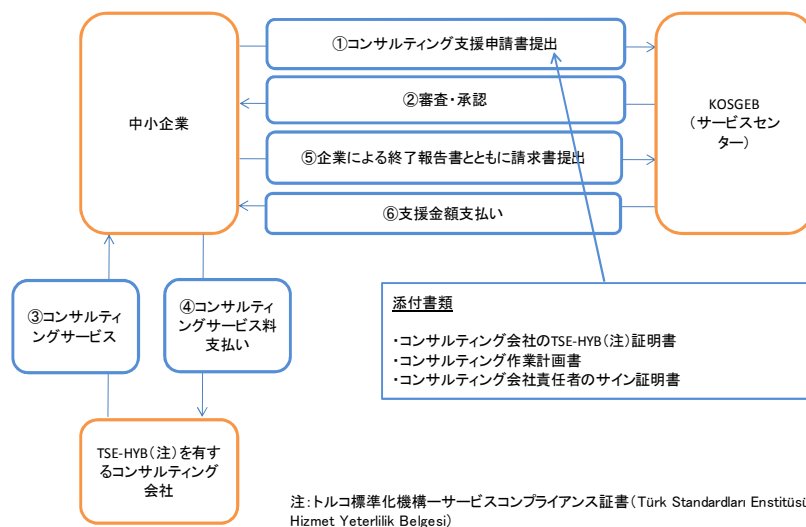 ①コンサルティング支援申請書提出
②審査・承認
中小企業
KOSGEB
(サービスセン
ター)
⑤企業による終了報告書とともに請求書提出
⑥支援金額支払い
③コンサルティ
ングサービス
④コンサルティ
ングサービス料
支払い
添付書類
・コンサルティング会社のTSE-HYB(注)証明書
・コンサルティング作業計画書
・コンサルティング会社責任者のサイン証明書
TSE-HYB(注)を有す
るコンサルティング
会社
注:トルコ標準化機構ーサービスコンプライアンス証書(Türk Standardları Enstitüsü
Hizmet Yeterlilik Belgesi)